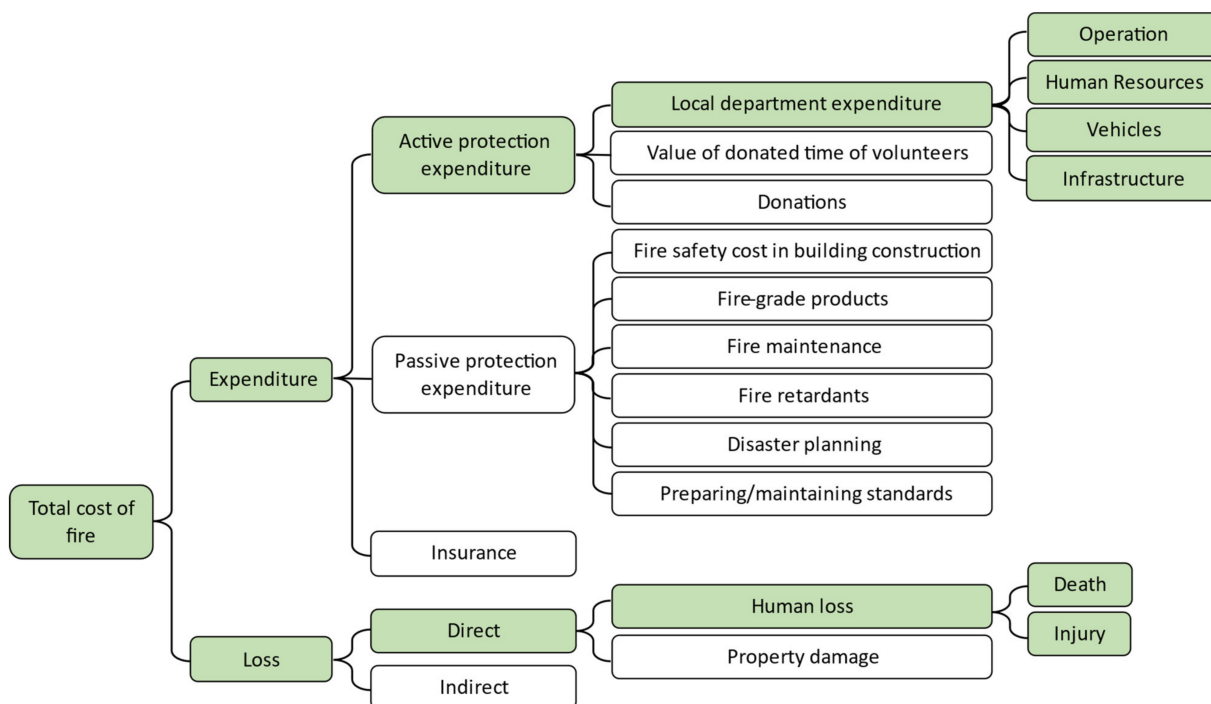 Total cost of
fire
Expenditure
Loss
Active protection
expenditure
Passive protection
expenditure
Insurance
Direct
Indirect
Local department expenditure
Value of donated time of volunteers
Donations
Fire safety cost in building construction
Fire-grade products
Fire maintenance
Fire retardants
Disaster planning
Preparing/maintaining standards
Human loss
Property damage
Operation
Human Resources
Vehicles
Infrastructure
Death
Injury